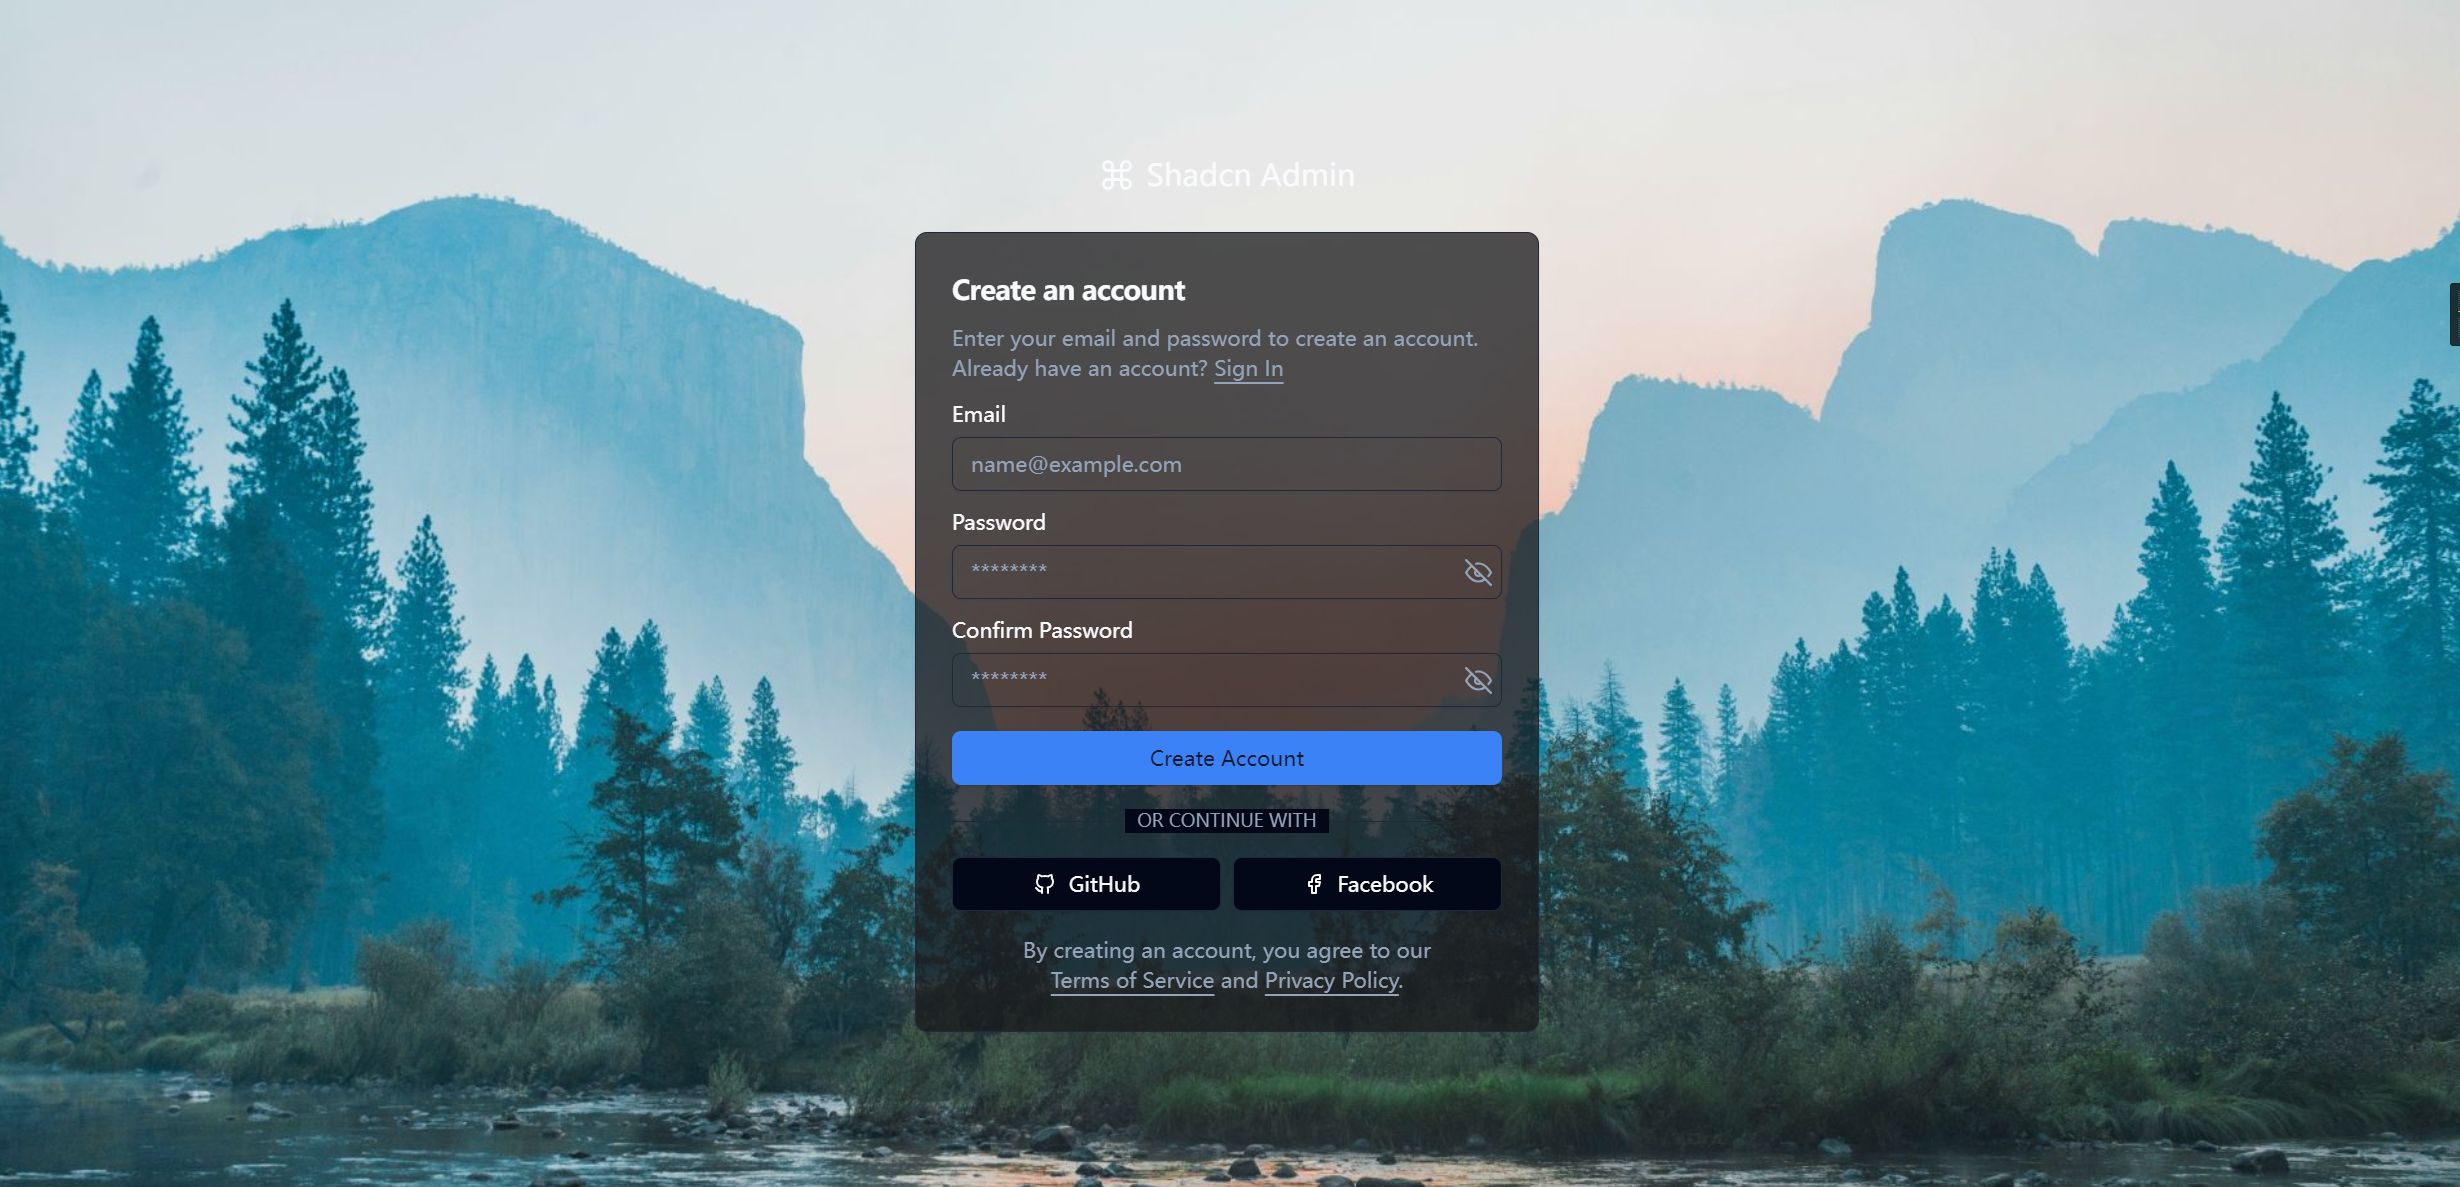 Shadcn Admin
Create an account
Enter your email and password to create an account.
Already have an account? Sign In
Email
name@example.com
Password
********
Confirm Password
********
Create Account
OR CONTINUE WITH
GitHub
Facebook
By creating an account, you agree to our
Terms of Service and Privacy Policy.